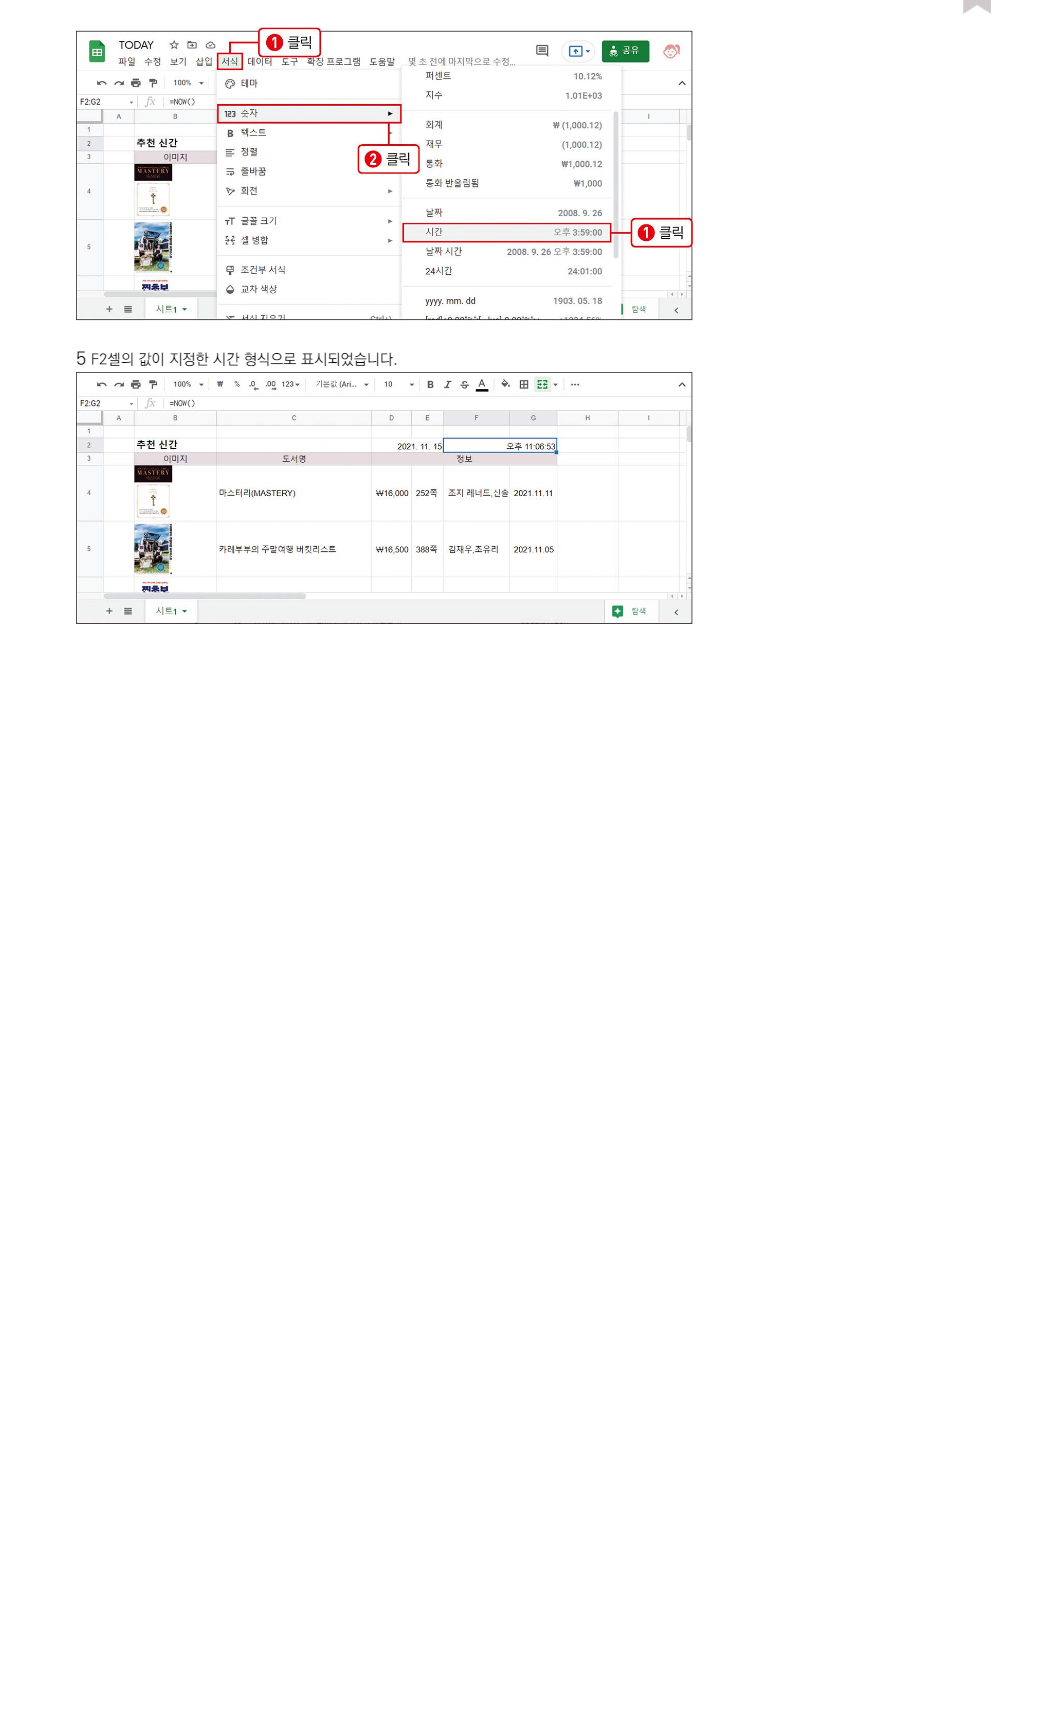 TODAY
❶ 클릭
공유
파일 수정 보기 삽입 서식 데이터 도구 확장 프로그램 도움말 몇 초 전에 마지막으로 수정...
100%
테마
퍼센트 10.12%
지수 1.01E+03
F2:G2 fx =NOW()
A B I
123 숫자
회계 ₩ (1,000.12)
1
B 텍스트
재무 (1,000.12)
2 추천 신간
정렬
❷ 클릭
통화 ₩1,000.12
3 이미지
줄바꿈
통화 반올림됨 ₩1,000
MASTERY
4
회전
날짜 2008. 9. 26
글꼴 크기
시간 오후 3:59:00
❶ 클릭
5
셀 병합
날짜 시간 2008. 9. 26 오후 3:59:00
조건부 서식
24시간 24:01:00
교차 색상
yyyy. mm. dd 1903. 05. 18
시트1
탐색
5 F2셀의 값이 지정한 시간 형식으로 표시되었습니다.
100% ₩ % .0 .00 123 기본값 (Ari... 10 B I S A
F2:G2 fx =NOW()
A B C D E F G H I
1
2 추천 신간 2021. 11. 15 오후 11:06:53
3 이미지 도서명 정보
MASTERY
4 마스터리(MASTERY) ₩16,000 252쪽 조지 레너드,신솔 2021.11.11
5 카레부부의 주말여행 버킷리스트 ₩16,500 388쪽 김재우,조유리 2021.11.05
시트1 탐색